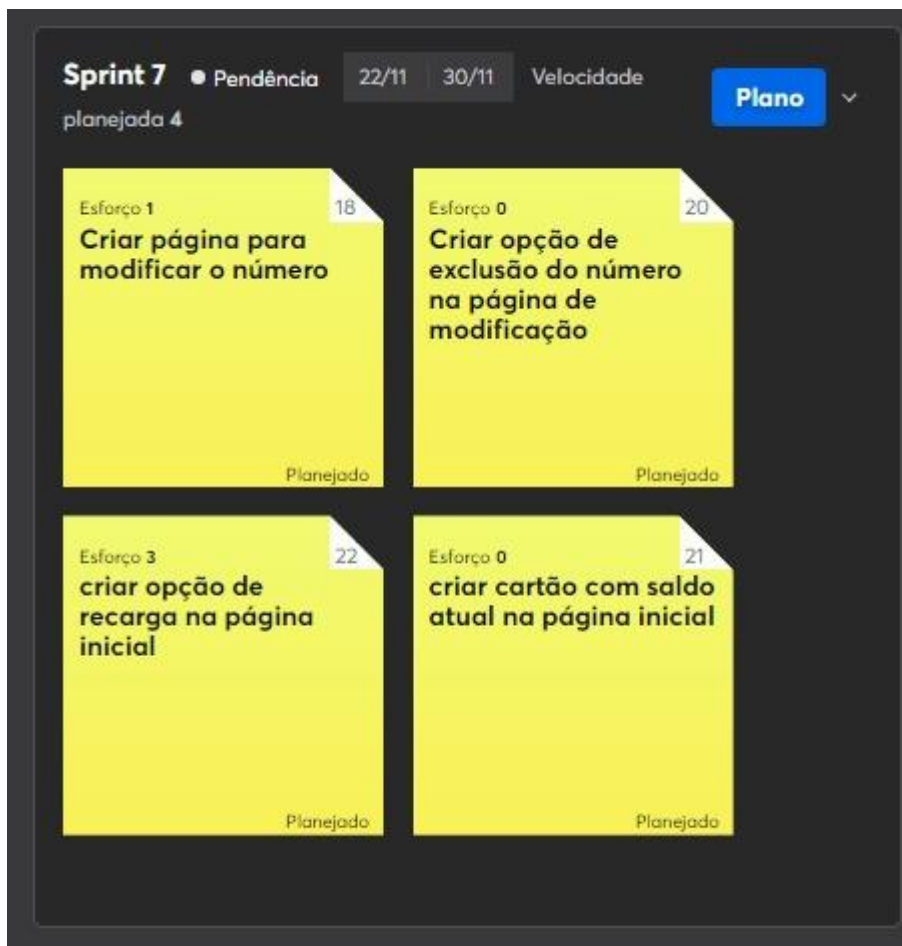 Sprint 7 ● Pendência 22/11 30/11 Velocidade
planejada 4
Plano
Esforço 1 18
Criar página para
modificar o número
Planejado
Esforço 0 20
Criar opção de
exclusão do número
na página de
modificação
Planejado
Esforço 3 22
criar opção de
recarga na página
inicial
Planejado
Esforço 0 21
criar cartão com saldo
atual na página inicial
Planejado